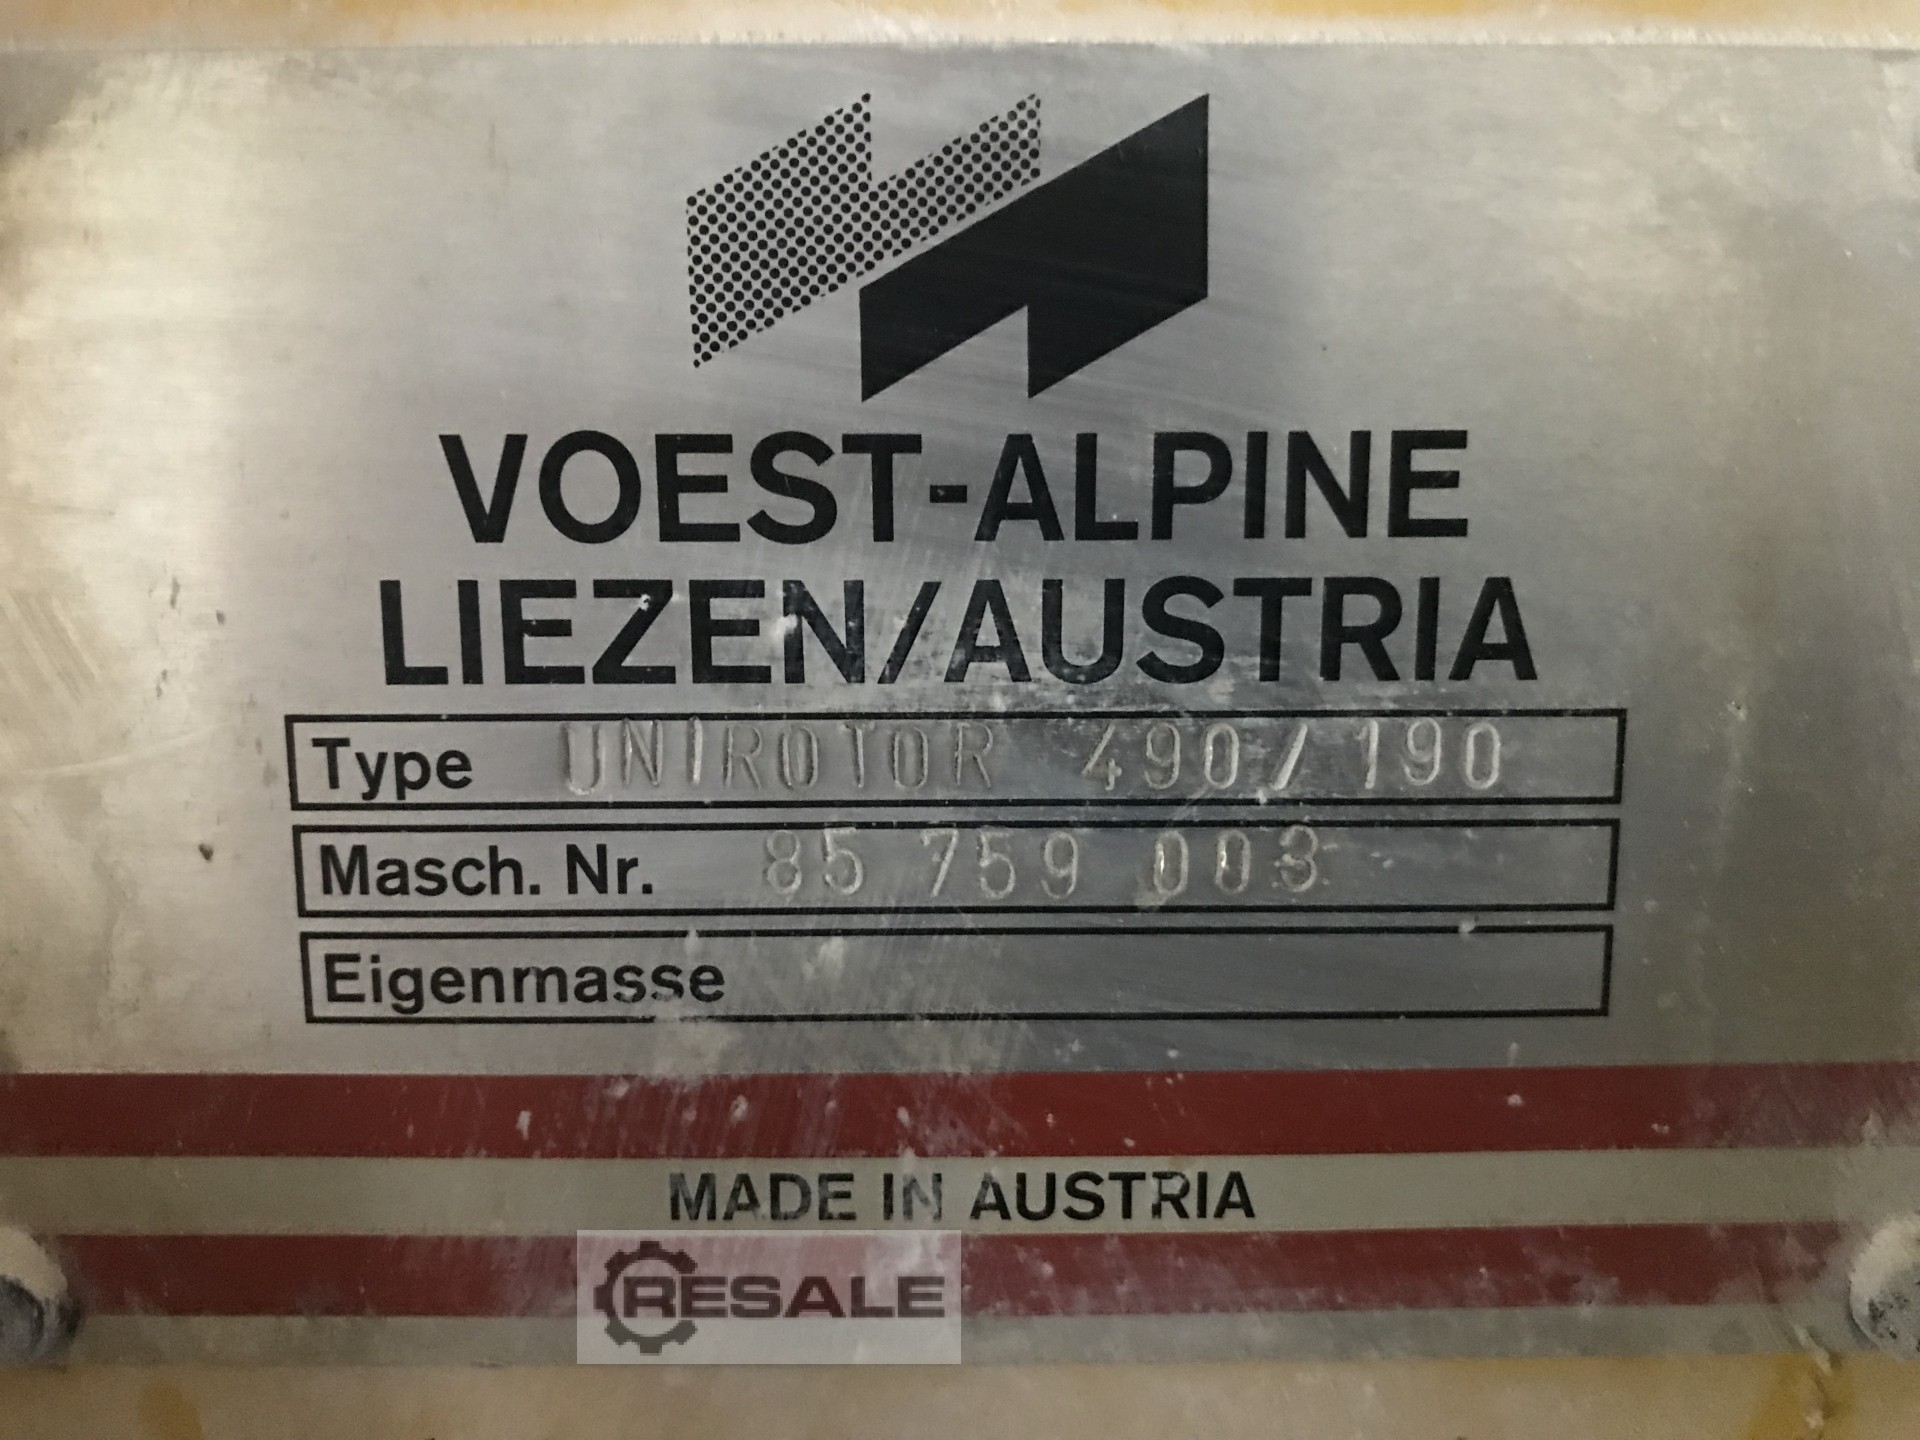 VOEST-ALPINE
LIEZEN/AUSTRIA
Type UNIROTOR 490/190
Masch. Nr. 85 759 003
Eigenmasse
MADE IN AUSTRIA
RESALE